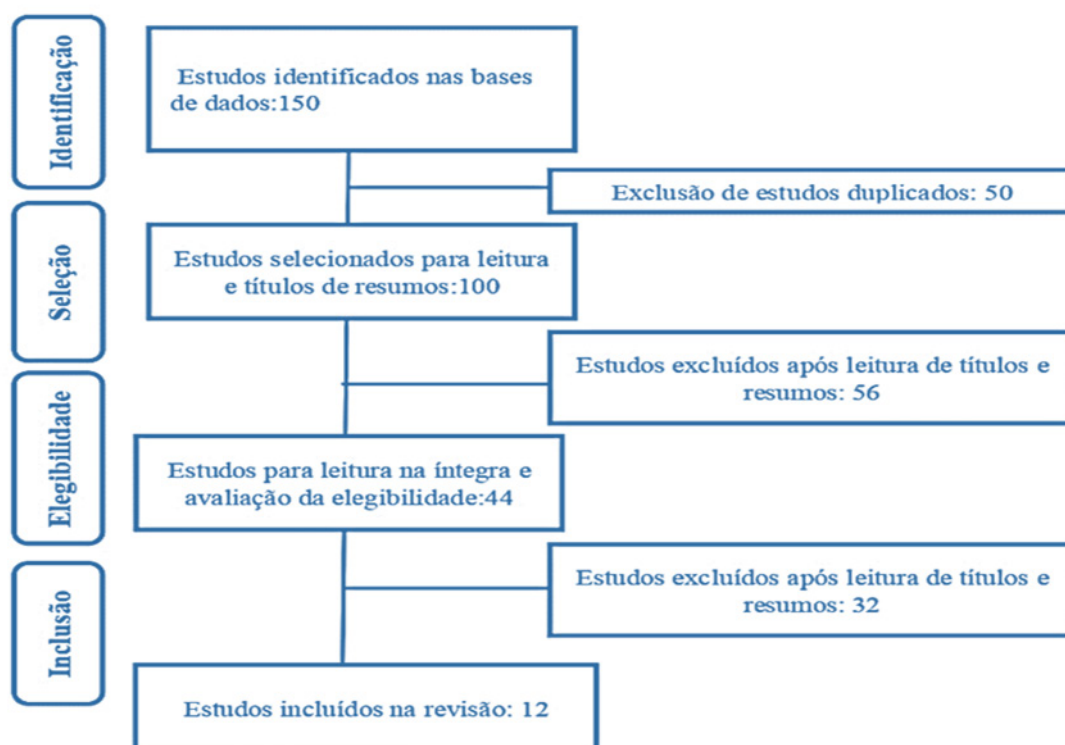 Identificação
Estudos identificados nas bases
de dados:150
Exclusão de estudos duplicados: 50
Seleção
Estudos selecionados para leitura
e títulos de resumos:100
Estudos excluídos após leitura de títulos e
resumos: 56
Elegibilidade
Estudos para leitura na íntegra e
avaliação da elegibilidade:44
Estudos excluídos após leitura de títulos e
resumos: 32
Inclusão
Estudos incluídos na revisão: 12